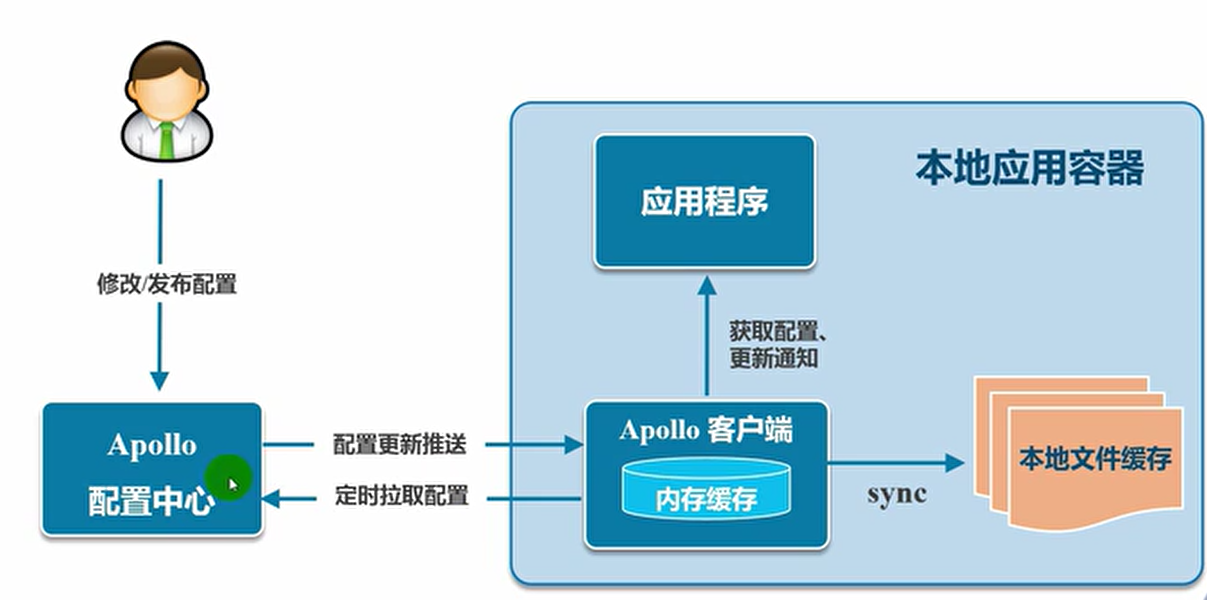 本地应用容器
应用程序
修改/发布配置
获取配置、
更新通知
Apollo
配置中心
配置更新推送
定时拉取配置
Apollo 客户端
内存缓存
sync
本地文件缓存